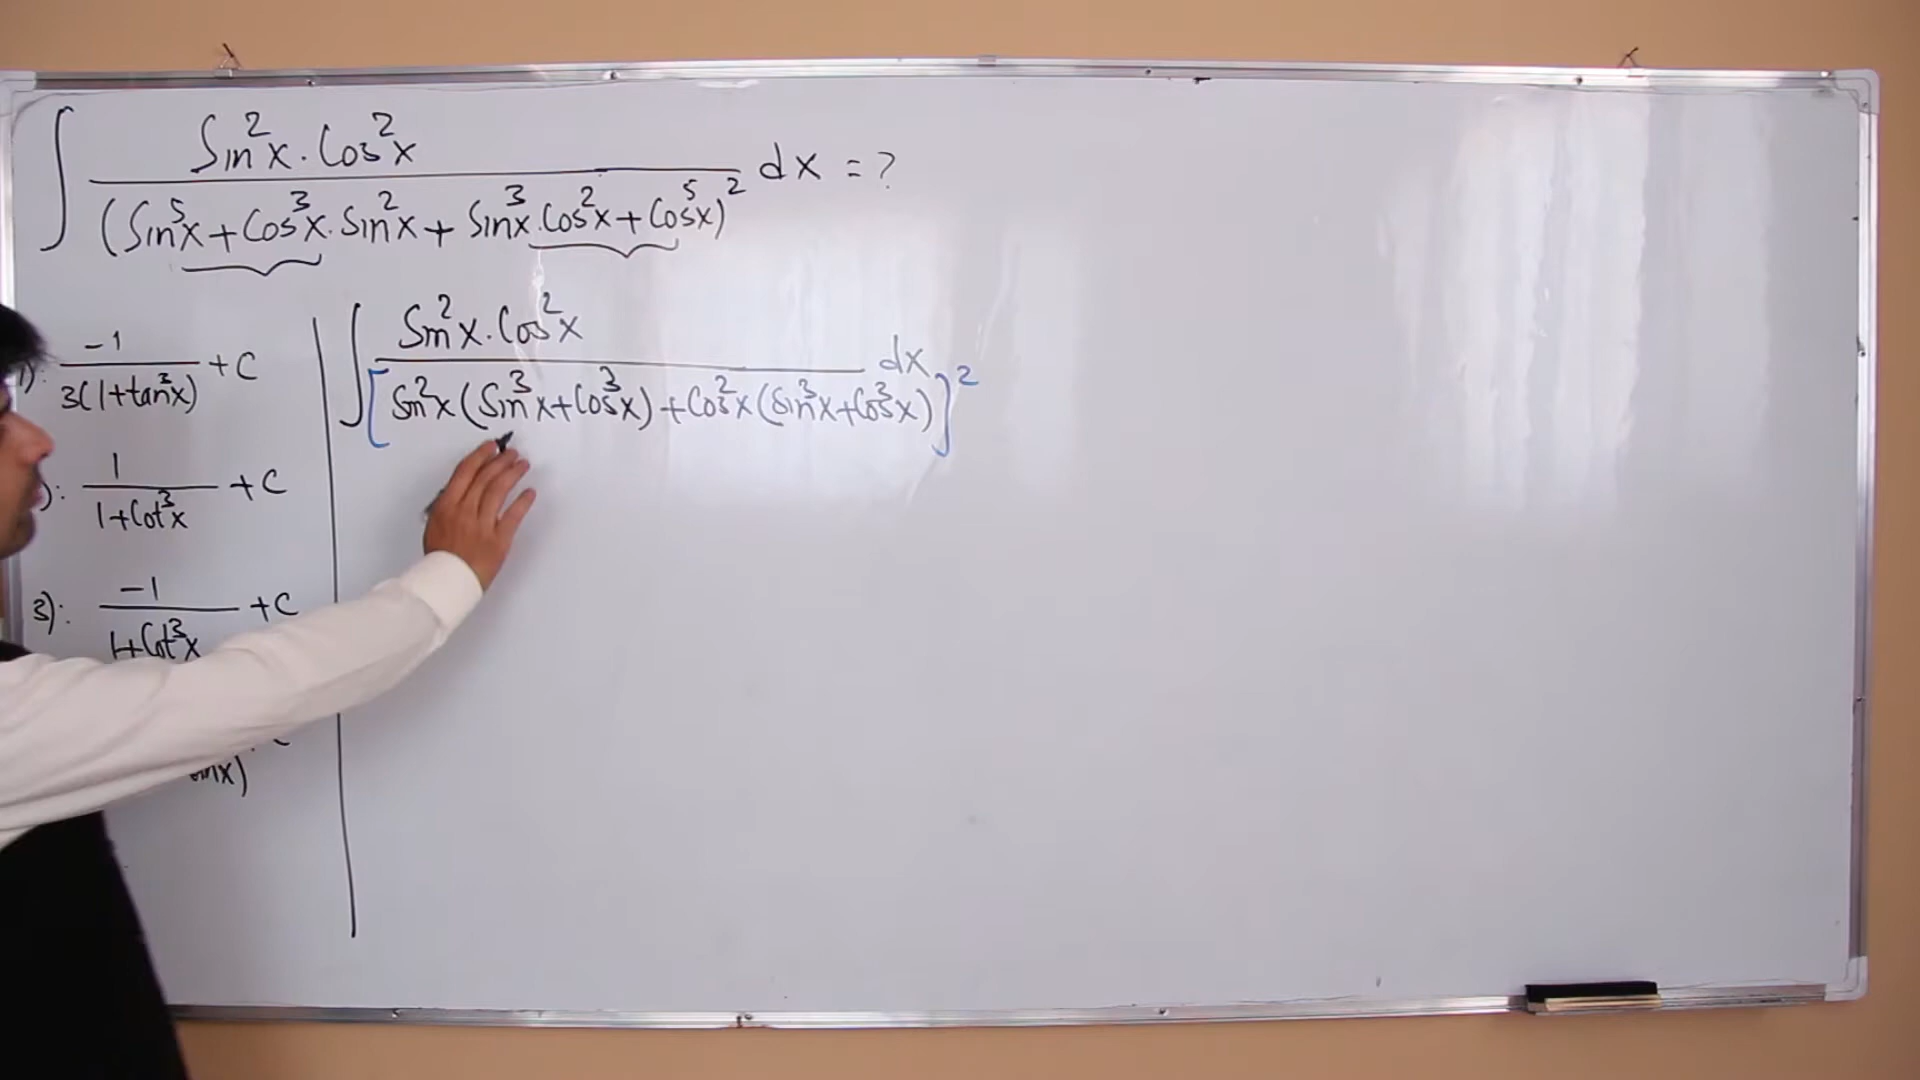 ∫ Sin²x · Cos²x / (Sin⁵x + Cos³x · Sin²x + Sin³x · Cos²x + Cos⁵x)² dx = ?
): -1 / 3(1+tan³x) + C
): 1 / 1+Cot³x + C
3): -1 / 1+Cot³x + C
∫ Sin²x · Cos²x / [Sin²x (Sin³x + Cos³x) + Cos²x (Sin³x + Cos³x)]² dx